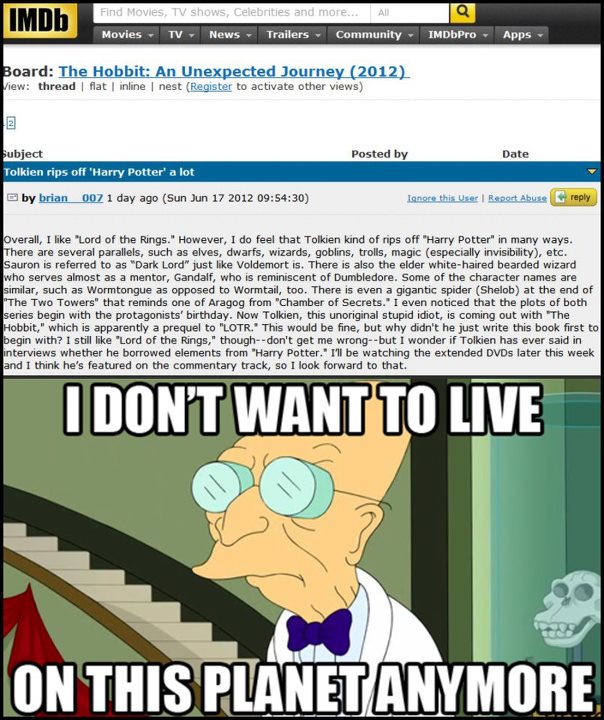 IMDb
Find Movies, TV shows, Celebrities and more... All
Movies TV News Trailers Community IMDbPro Apps
Board: The Hobbit: An Unexpected Journey (2012)
View: thread | flat | inline | nest (Register to activate other views)
2
Subject Posted by Date
Tolkien rips off 'Harry Potter' a lot
by brian__007 1 day ago (Sun Jun 17 2012 09:54:30) Ignore this User | Report Abuse reply
Overall, I like "Lord of the Rings." However, I do feel that Tolkien kind of rips off "Harry Potter" in many ways.
There are several parallels, such as elves, dwarfs, wizards, goblins, trolls, magic (especially invisibility), etc.
Sauron is referred to as "Dark Lord" just like Voldemort is. There is also the elder white-haired bearded wizard
who serves almost as a mentor, Gandalf, who is reminiscent of Dumbledore. Some of the character names are
similar, such as Wormtongue as opposed to Wormtail, too. There is even a gigantic spider (Shelob) at the end of
"The Two Towers" that reminds one of Aragog from "Chamber of Secrets." I even noticed that the plots of both
series begin with the protagonists' birthday. Now Tolkien, this unoriginal stupid idiot, is coming out with "The
Hobbit," which is apparently a prequel to "LOTR." This would be fine, but why didn't he just write this book first to
begin with? I still like "Lord of the Rings," though--don't get me wrong--but I wonder if Tolkien has ever said in
interviews whether he borrowed elements from "Harry Potter." I'll be watching the extended DVDs later this week
and I think he's featured on the commentary track, so I look forward to that.
I DON'T WANT TO LIVE
ON THIS PLANET ANYMORE